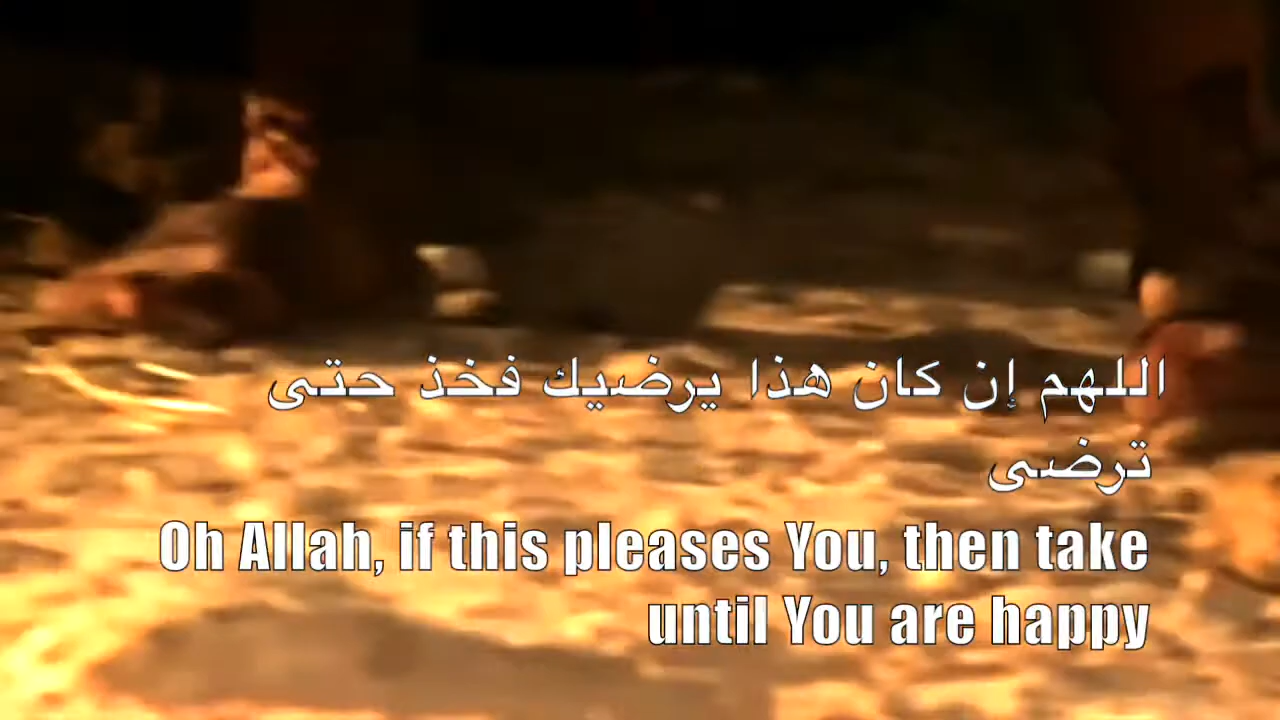 اللهم إن كان هذا يرضيك فخذ حتى
ترضى
Oh Allah, if this pleases You, then take
until You are happy